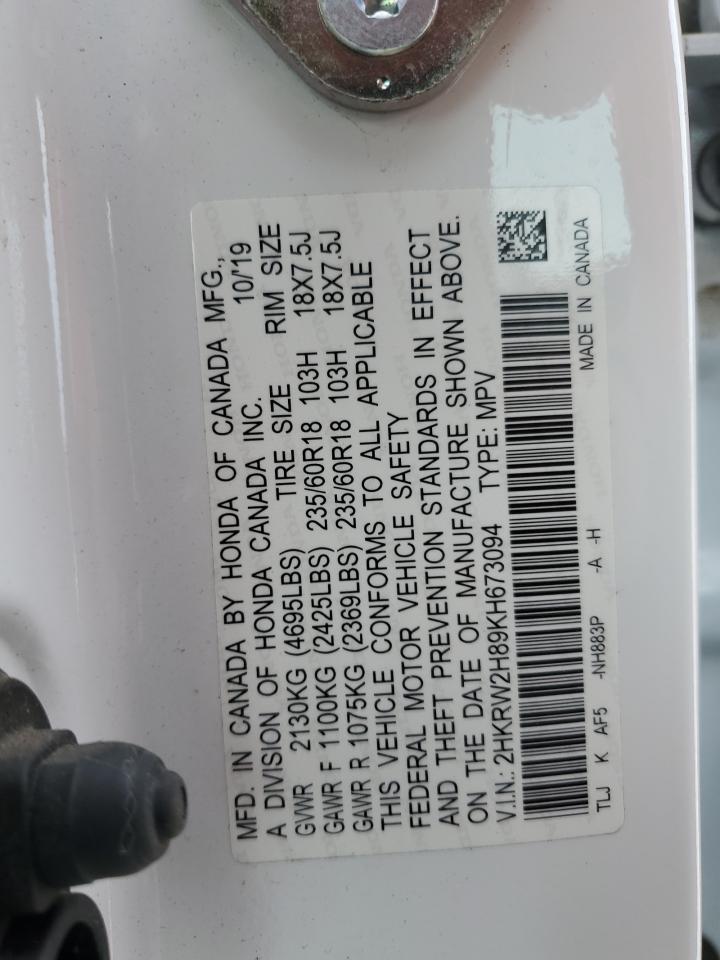 MFD. IN CANADA BY HONDA OF CANADA MFG.,
A DIVISION OF HONDA CANADA INC. 10/'19
GVWR 2130KG (4695LBS) TIRE SIZE RIM SIZE
GAWR F 1100KG (2425LBS) 235/60R18 103H 18X7.5J
GAWR R 1075KG (2369LBS) 235/60R18 103H 18X7.5J
THIS VEHICLE CONFORMS TO ALL APPLICABLE
FEDERAL MOTOR VEHICLE SAFETY
AND THEFT PREVENTION STANDARDS IN EFFECT
ON THE DATE OF MANUFACTURE SHOWN ABOVE.
V.I.N.: 2HKRW2H89KH673094 TYPE: MPV
TLJ K AF5 -NH883P -A -H MADE IN CANADA